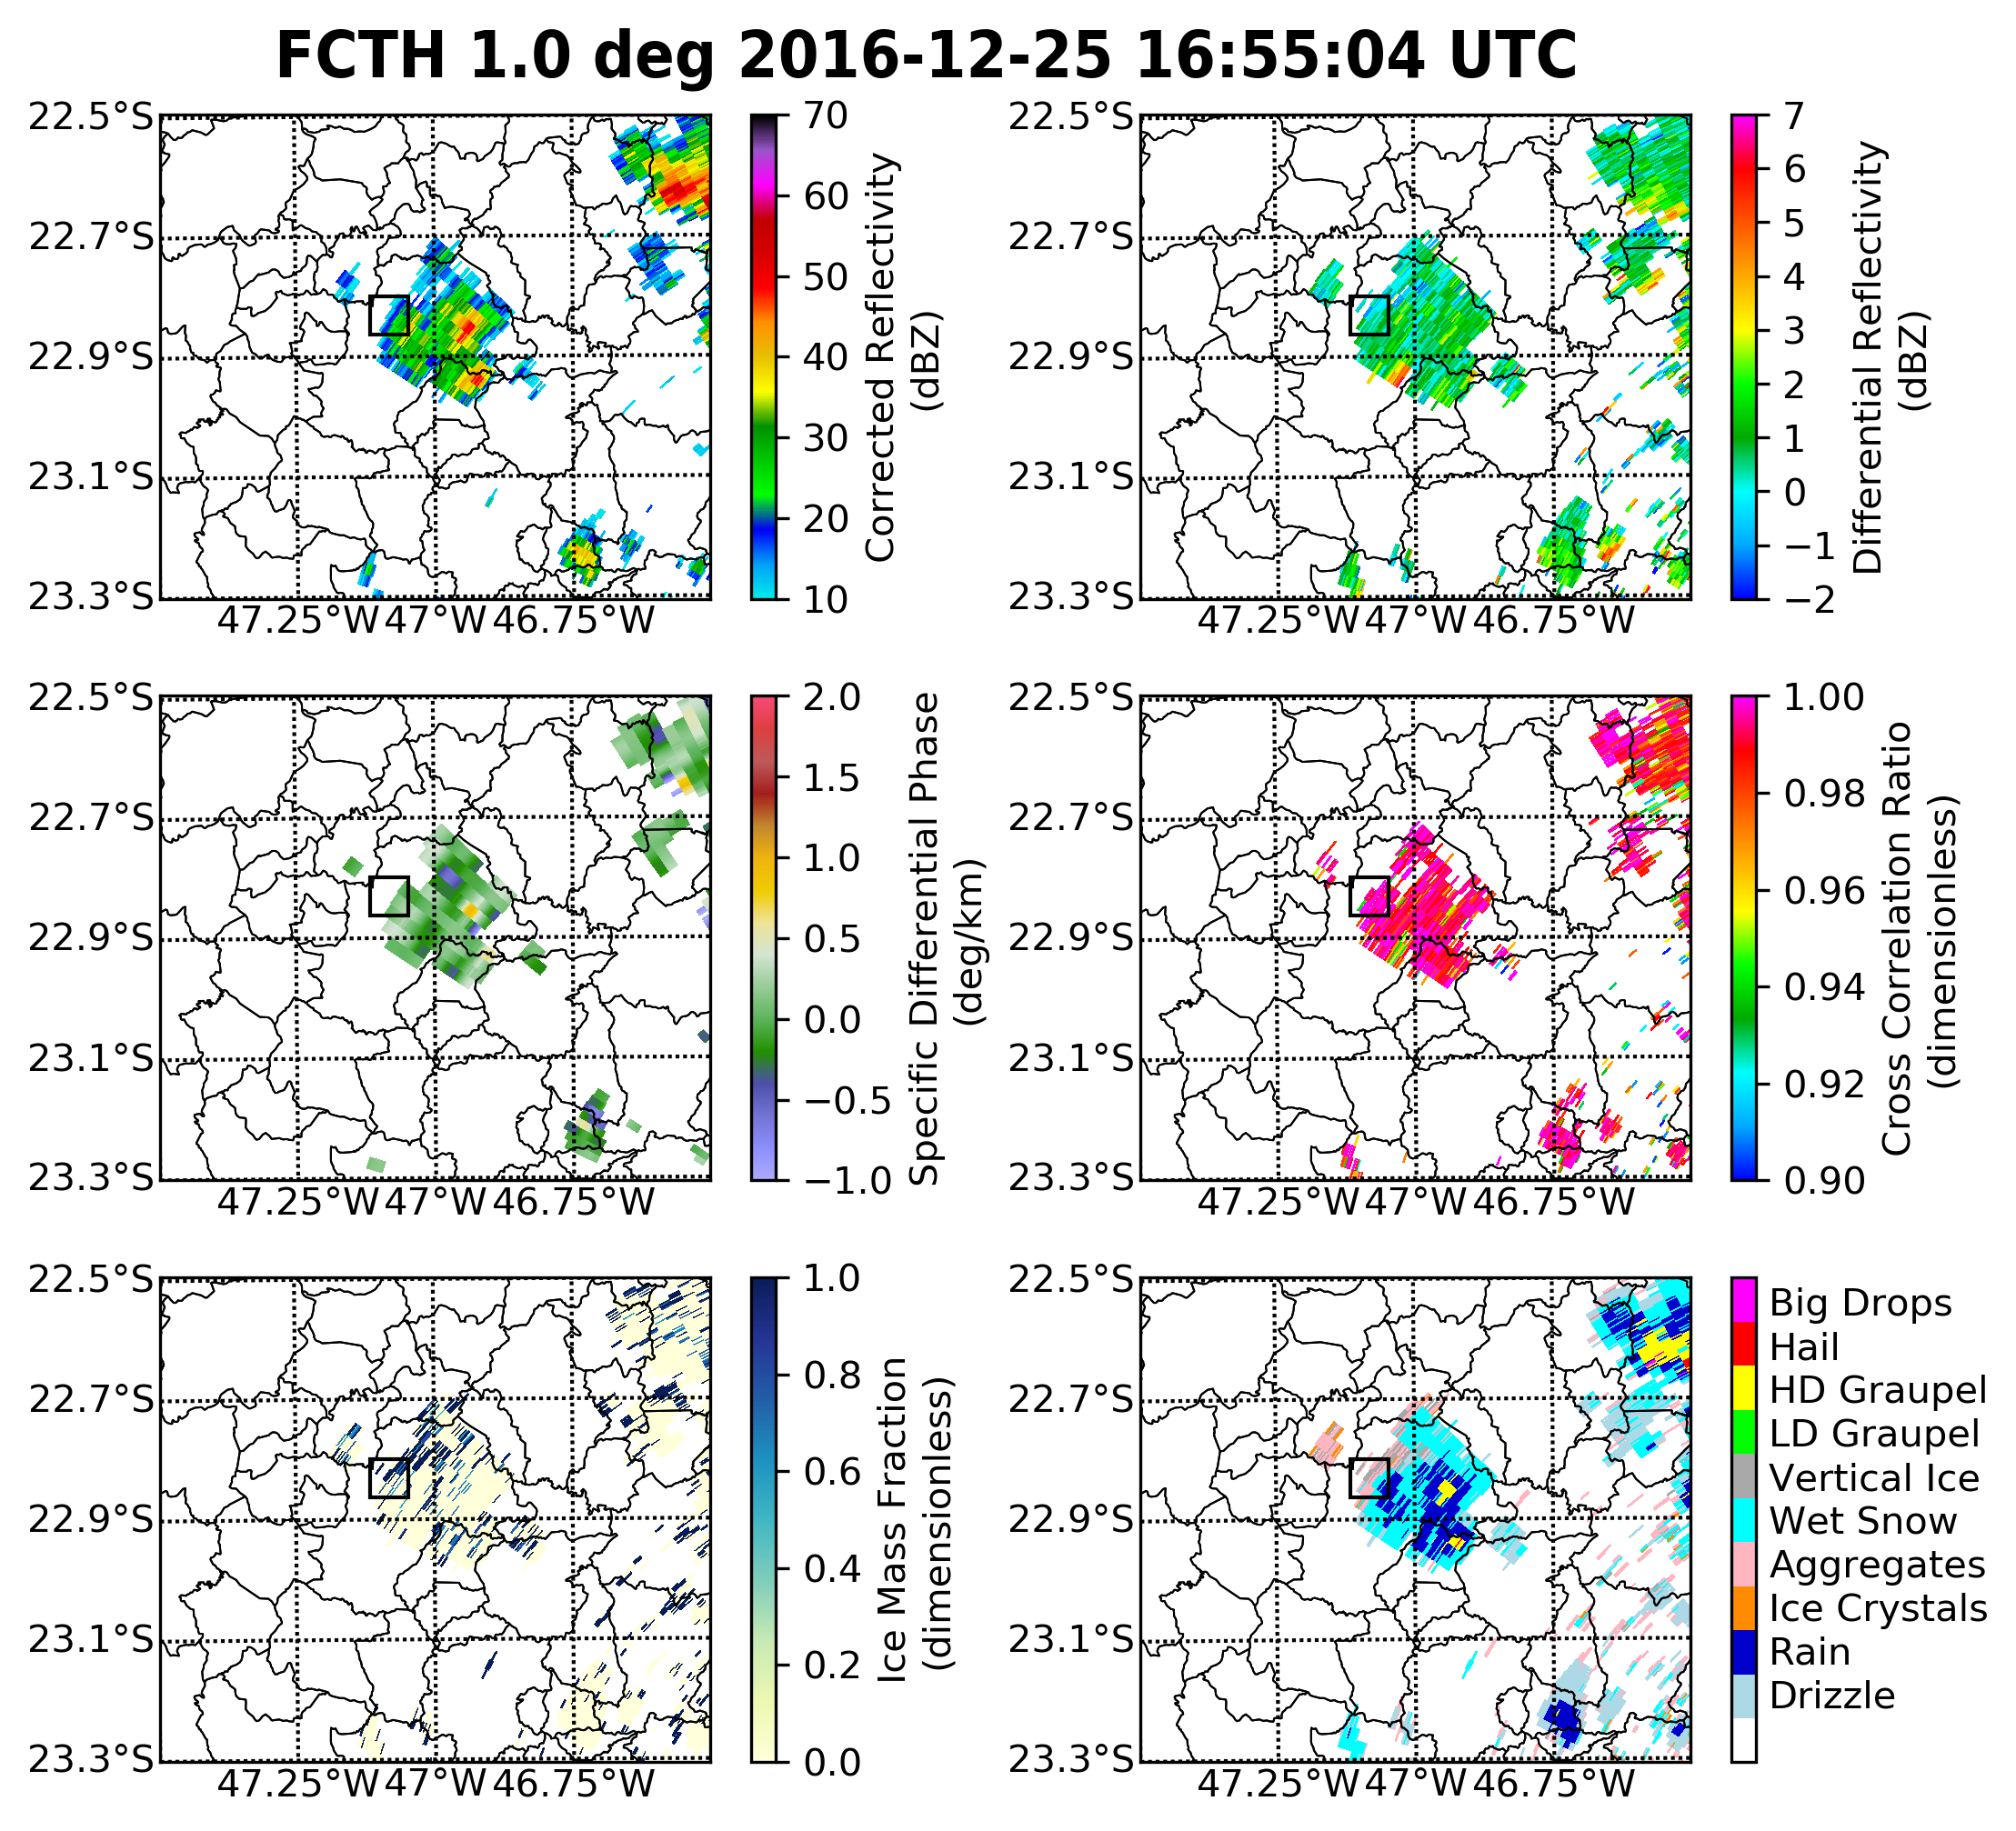 FCTH 1.0 deg 2016-12-25 16:55:04 UTC
22.5°S
22.7°S
22.9°S
23.1°S
23.3°S
47.25°W 47°W 46.75°W
70
60
50
40
30
20
10
Corrected Reflectivity
(dBZ)
22.5°S
22.7°S
22.9°S
23.1°S
23.3°S
47.25°W 47°W 46.75°W
7
6
5
4
3
2
1
0
−1
−2
Differential Reflectivity
(dBZ)
22.5°S
22.7°S
22.9°S
23.1°S
23.3°S
47.25°W 47°W 46.75°W
2.0
1.5
1.0
0.5
0.0
−0.5
−1.0
Specific Differential Phase
(deg/km)
22.5°S
22.7°S
22.9°S
23.1°S
23.3°S
47.25°W 47°W 46.75°W
1.00
0.98
0.96
0.94
0.92
0.90
Cross Correlation Ratio
(dimensionless)
22.5°S
22.7°S
22.9°S
23.1°S
23.3°S
47.25°W 47°W 46.75°W
1.0
0.8
0.6
0.4
0.2
0.0
Ice Mass Fraction
(dimensionless)
22.5°S
22.7°S
22.9°S
23.1°S
23.3°S
47.25°W 47°W 46.75°W
Big Drops
Hail
HD Graupel
LD Graupel
Vertical Ice
Wet Snow
Aggregates
Ice Crystals
Rain
Drizzle